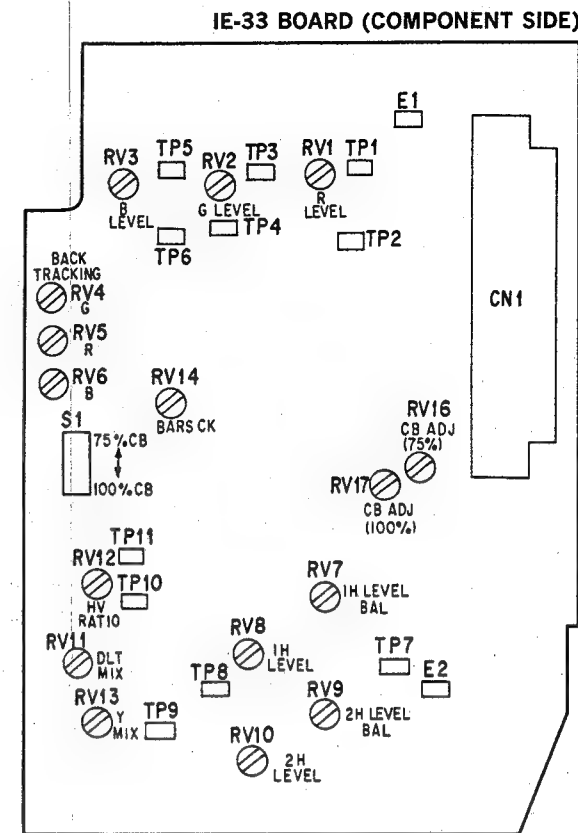 IE-33 BOARD (COMPONENT SIDE)
E1
RV3
TP5
RV2
TP3
RV1
TP1
B
LEVEL
G LEVEL
R
LEVEL
TP4
TP6
TP2
BACK
TRACKING
RV4
G
CN1
RV5
R
RV6
B
RV14
BARS CK
S1
75%CB
100%CB
RV16
CB ADJ
(75%)
RV17
CB ADJ
(100%)
TP11
RV12
TP10
HV
RATIO
RV7
1H LEVEL
BAL
RV11
DLT
MIX
RV8
1H
LEVEL
TP7
E2
TP8
RV13
Y
MIX
TP9
RV9
2H LEVEL
BAL
RV10
2H
LEVEL